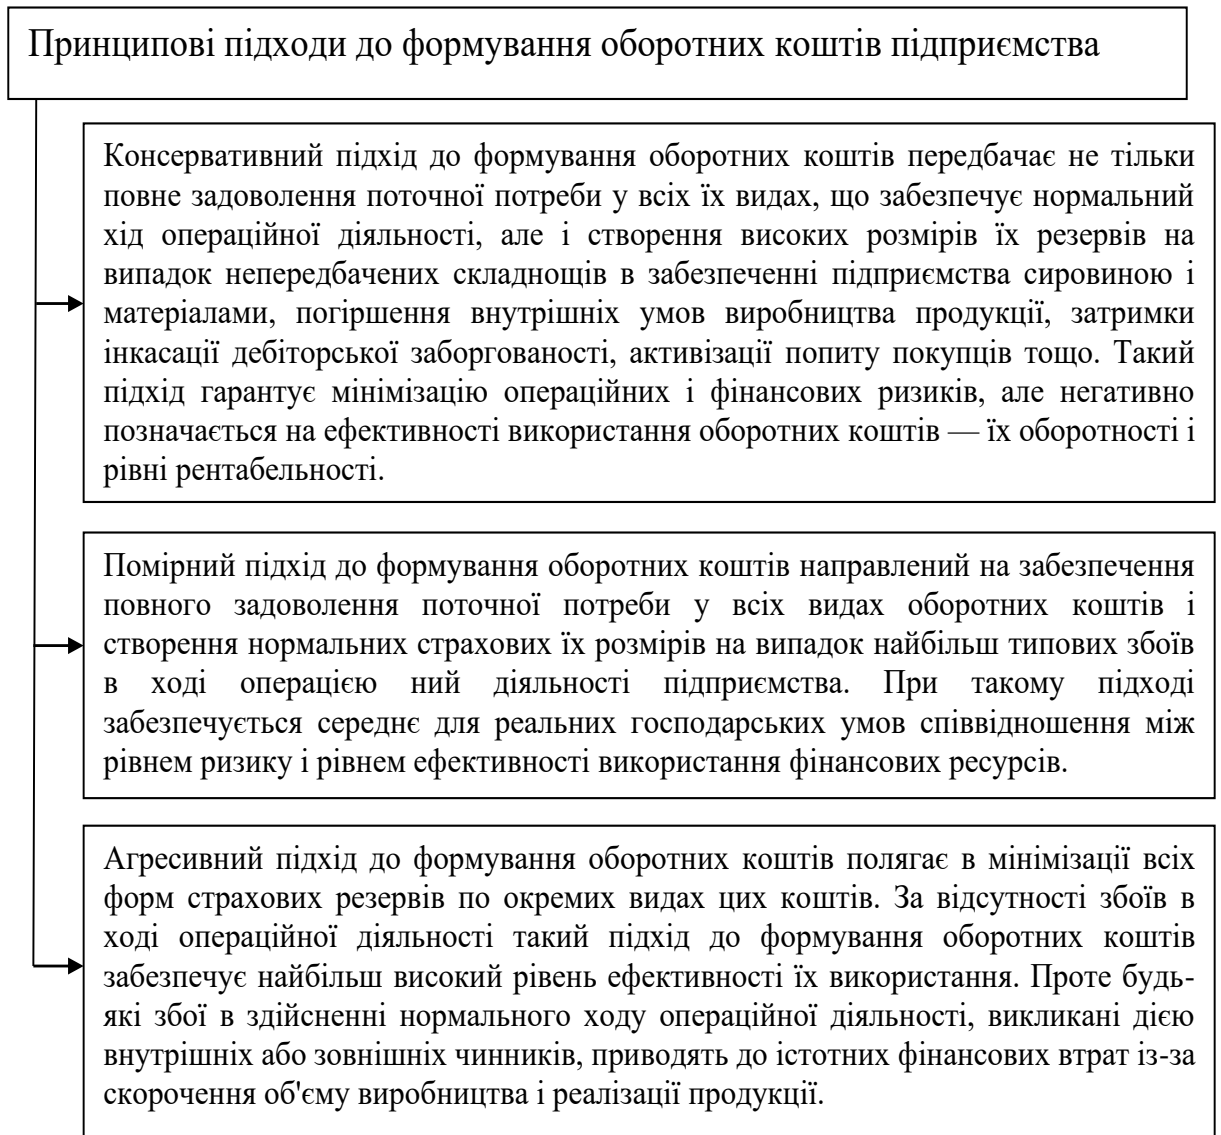 Принципові підходи до формування оборотних коштів підприємства
Консервативний підхід до формування оборотних коштів передбачає не тільки
повне задоволення поточної потреби у всіх їх видах, що забезпечує нормальний
хід операційної діяльності, але і створення високих розмірів їх резервів на
випадок непередбачених складнощів в забезпеченні підприємства сировиною і
матеріалами, погіршення внутрішніх умов виробництва продукції, затримки
інкасації дебіторської заборгованості, активізації попиту покупців тощо. Такий
підхід гарантує мінімізацію операційних і фінансових ризиків, але негативно
позначається на ефективності використання оборотних коштів — їх оборотності і
рівні рентабельності.
Помірний підхід до формування оборотних коштів направлений на забезпечення
повного задоволення поточної потреби у всіх видах оборотних коштів і
створення нормальних страхових їх розмірів на випадок найбільш типових збоїв
в ході операцією ний діяльності підприємства. При такому підході
забезпечується середнє для реальних господарських умов співвідношення між
рівнем ризику і рівнем ефективності використання фінансових ресурсів.
Агресивний підхід до формування оборотних коштів полягає в мінімізації всіх
форм страхових резервів по окремих видах цих коштів. За відсутності збоїв в
ході операційної діяльності такий підхід до формування оборотних коштів
забезпечує найбільш високий рівень ефективності їх використання. Проте будь-
які збої в здійсненні нормального ходу операційної діяльності, викликані дією
внутрішніх або зовнішніх чинників, приводять до істотних фінансових втрат із-за
скорочення об'єму виробництва і реалізації продукції.